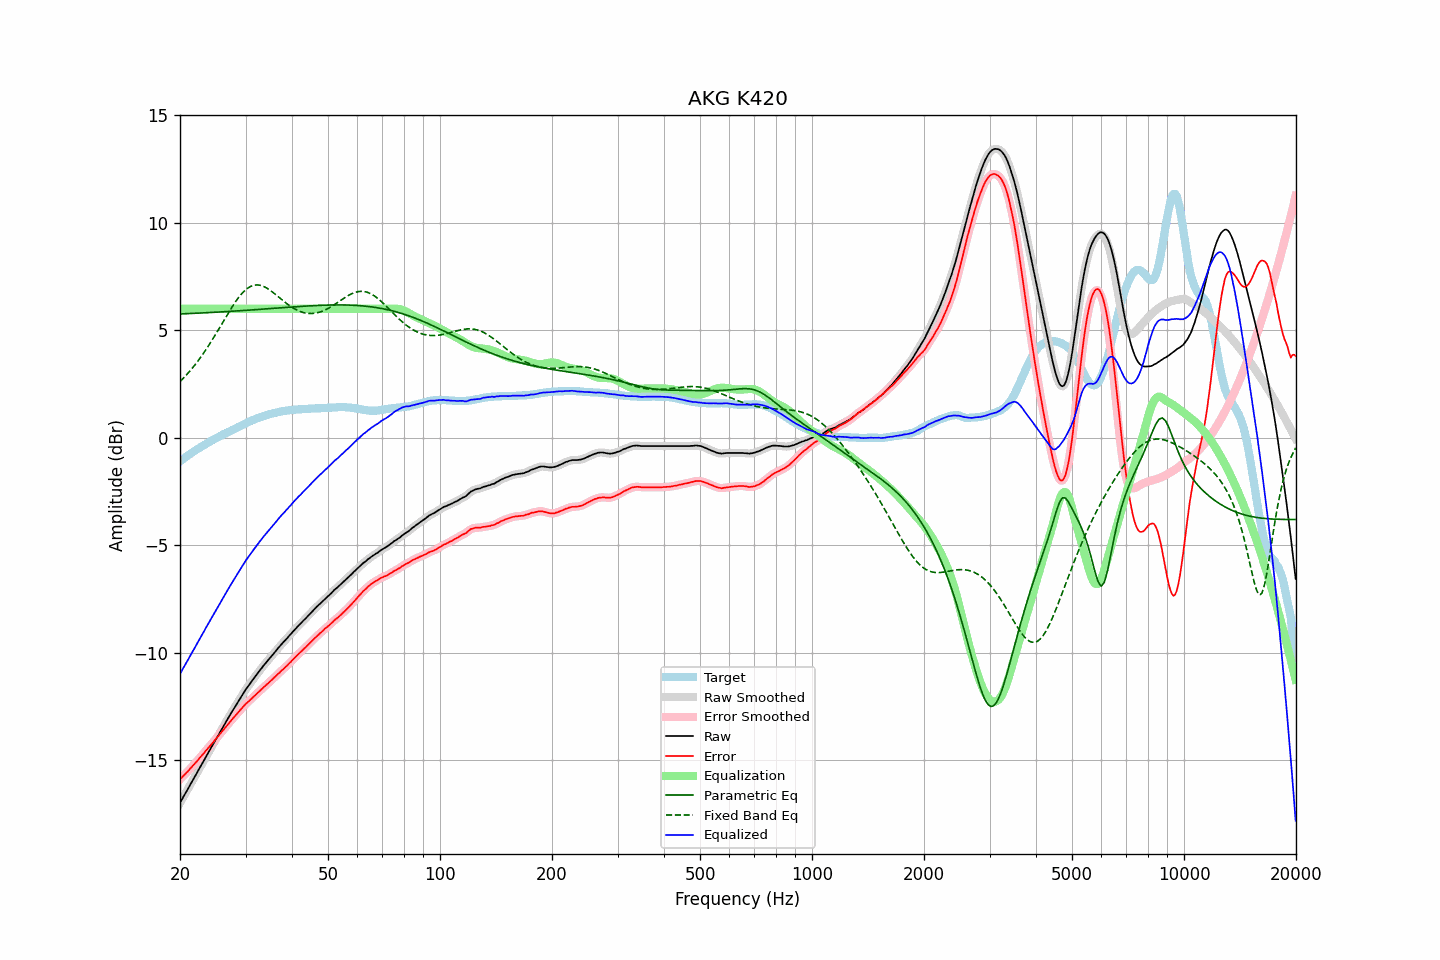 AKG K420
15
10
5
0
−5
−10
−15
Amplitude (dBr)
Target
Raw Smoothed
Error Smoothed
Raw
Error
Equalization
Parametric Eq
Fixed Band Eq
Equalized
20 50 100 200 500 1000 2000 5000 10000 20000
Frequency (Hz)